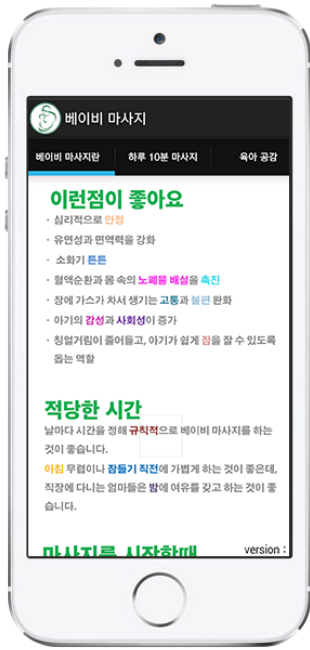 베이비 마사지
베이비 마사지란 하루 10분 마사지 육아 공감
이런점이 좋아요
· 심리적으로 안정
· 유연성과 면역력을 강화
· 소화기 튼튼
· 혈액순환과 몸 속의 노폐물 배설을 촉진
· 장에 가스가 차서 생기는 고통과 불편 완화
· 아기의 감성과 사회성이 증가
· 칭얼거림이 줄어들고, 아기가 쉽게 잠을 잘 수 있도록
돕는 역할
적당한 시간
날마다 시간을 정해 규칙적으로 베이비 마사지를 하는
것이 좋습니다.
아침 무렵이나 잠들기 직전에 가볍게 하는 것이 좋은데,
직장에 다니는 엄마들은 밤에 여유를 갖고 하는 것이 좋
습니다.
마사지를 시작할때
version :